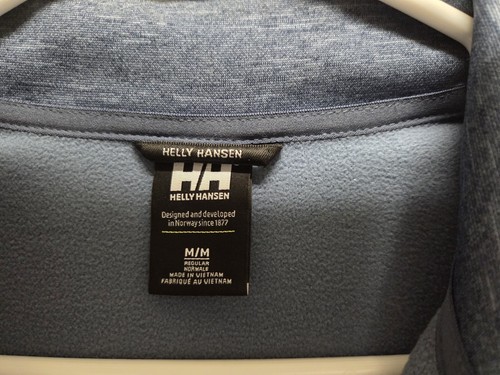 HELLY HANSEN
H/H
HELLY HANSEN
Designed and developed
in Norway since 1877
M/M
REGULAR
NORMALE
MADE IN VIETNAM
FABRIQUÉ AU VIETNAM